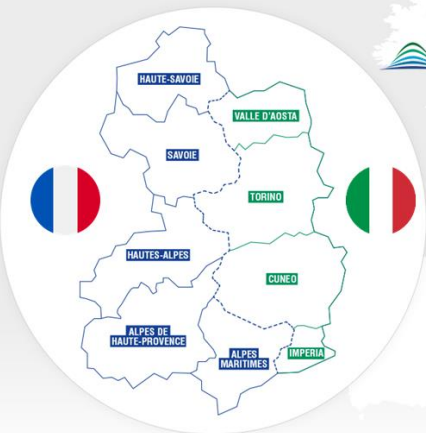 HAUTE-SAVOIE
VALLE D'AOSTA
SAVOIE
TORINO
HAUTES-ALPES
CUNEO
ALPES DE
HAUTE-PROVENCE
ALPES
MARITIMES
IMPERIA